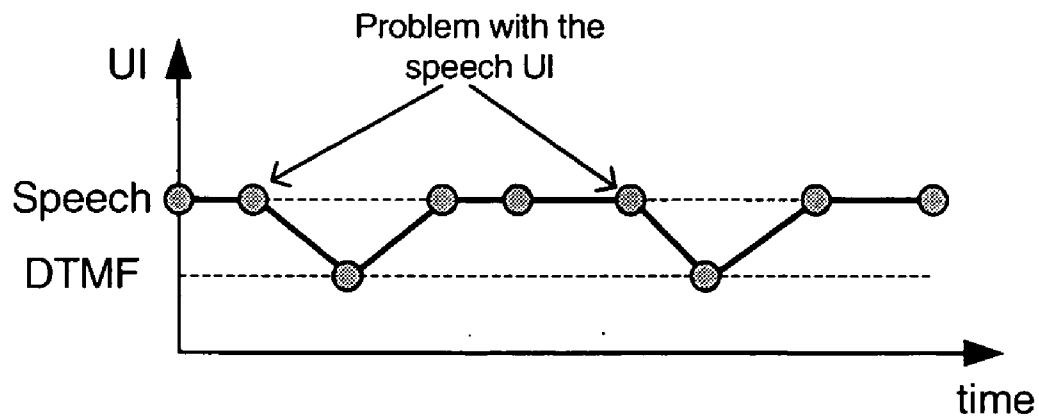 Problem with the
speech UI
UI
Speech
DTMF
time